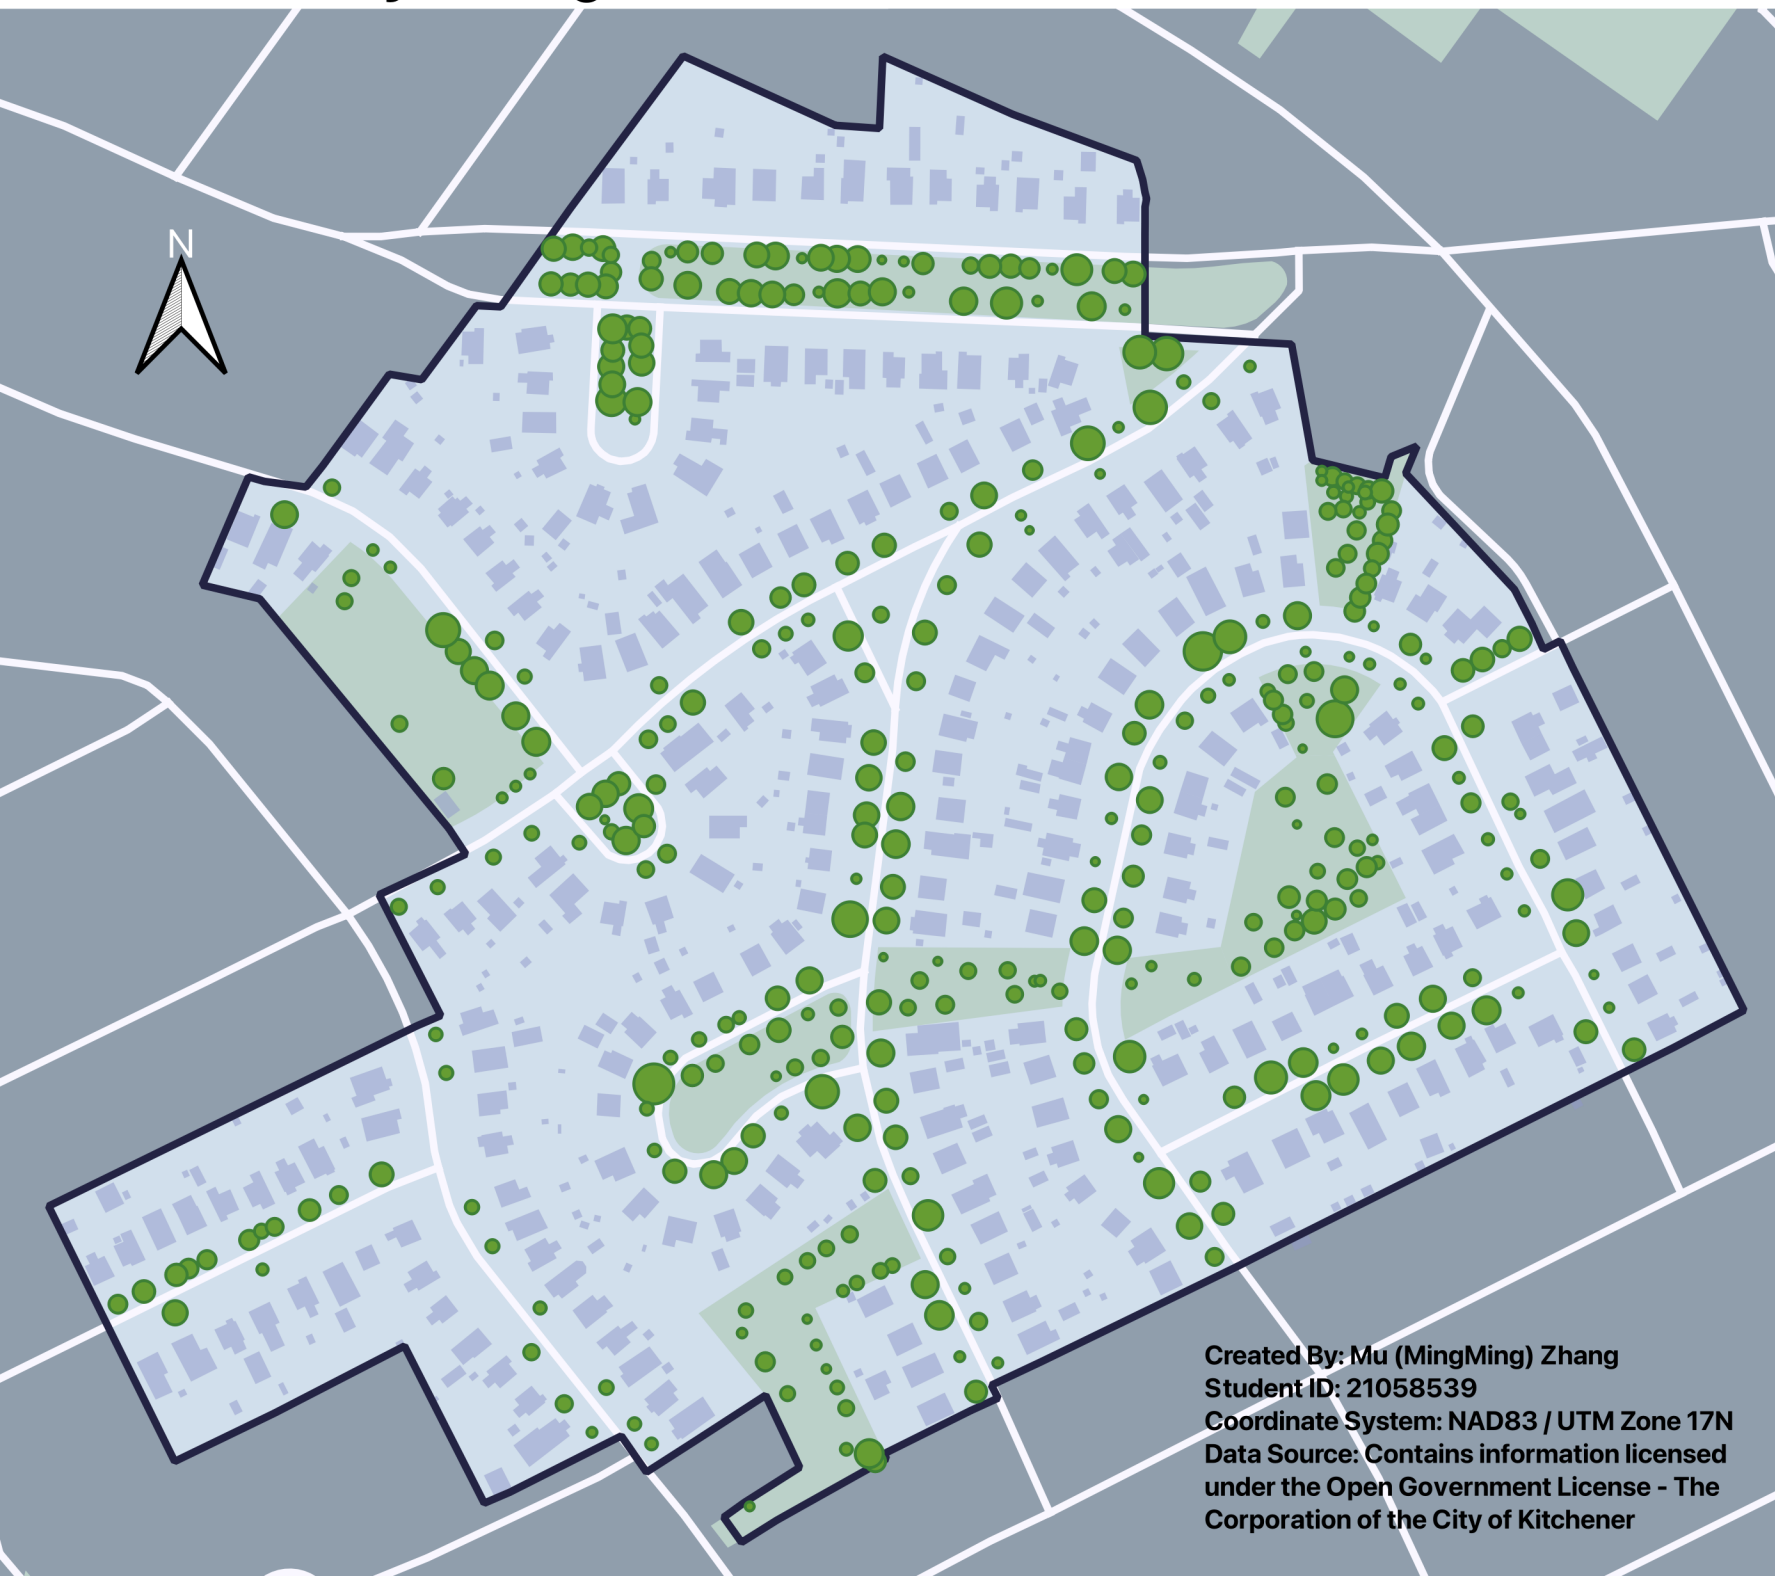 N
Created By: Mu (MingMing) Zhang
Student ID: 21058539
Coordinate System: NAD83 / UTM Zone 17N
Data Source: Contains information licensed
under the Open Government License - The
Corporation of the City of Kitchener